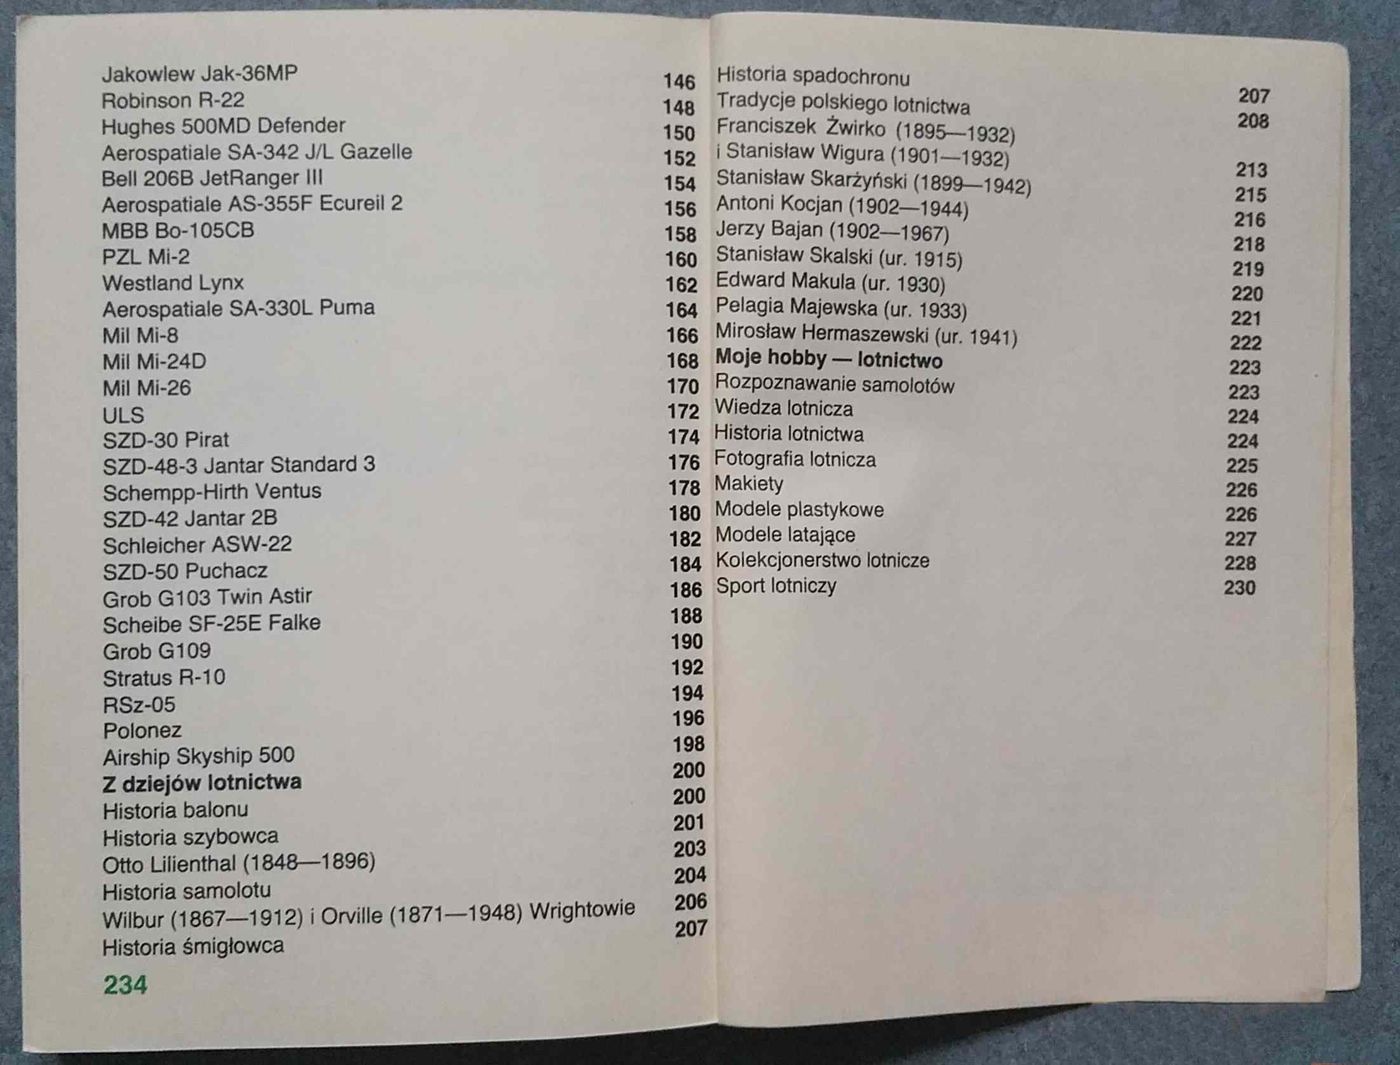 Jakowlew Jak-36MP 146
Robinson R-22 148
Hughes 500MD Defender 150
Aerospatiale SA-342 J/L Gazelle 152
Bell 206B JetRanger III 154
Aerospatiale AS-355F Ecureil 2 156
MBB Bo-105CB 158
PZL Mi-2 160
Westland Lynx 162
Aerospatiale SA-330L Puma 164
Mil Mi-8 166
Mil Mi-24D 168
Mil Mi-26 170
ULS 172
SZD-30 Pirat 174
SZD-48-3 Jantar Standard 3 176
Schempp-Hirth Ventus 178
SZD-42 Jantar 2B 180
Schleicher ASW-22 182
SZD-50 Puchacz 184
Grob G103 Twin Astir 186
Scheibe SF-25E Falke 188
Grob G109 190
Stratus R-10 192
RSz-05 194
Polonez 196
Airship Skyship 500 198
Z dziejów lotnictwa 200
Historia balonu 200
Historia szybowca 201
Otto Lilienthal (1848—1896) 203
Historia samolotu 204
Wilbur (1867—1912) i Orville (1871—1948) Wrightowie 206
Historia śmigłowca 207
234
Historia spadochronu 207
Tradycje polskiego lotnictwa 208
Franciszek Żwirko (1895—1932)
i Stanisław Wigura (1901—1932) 213
Stanisław Skarżyński (1899—1942) 215
Antoni Kocjan (1902—1944) 216
Jerzy Bajan (1902—1967) 218
Stanisław Skalski (ur. 1915) 219
Edward Makula (ur. 1930) 220
Pelagia Majewska (ur. 1933) 221
Mirosław Hermaszewski (ur. 1941) 222
Moje hobby — lotnictwo 223
Rozpoznawanie samolotów 223
Wiedza lotnicza 224
Historia lotnictwa 224
Fotografia lotnicza 225
Makiety 226
Modele plastykowe 226
Modele latające 227
Kolekcjonerstwo lotnicze 228
Sport lotniczy 230